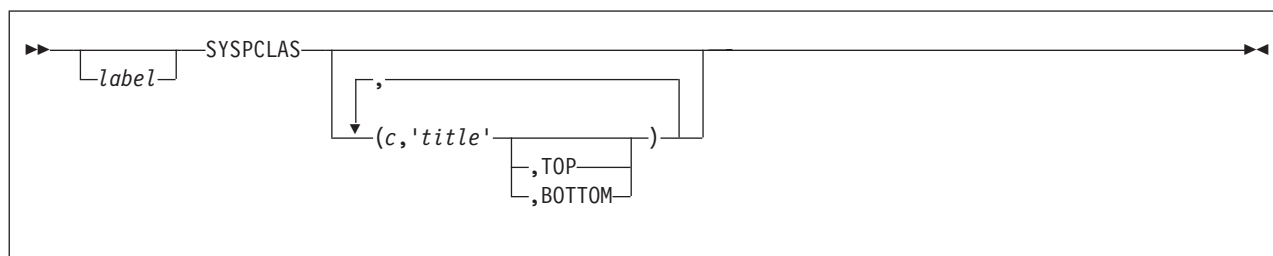 SYSPCLAS
label
,
(c,'title' )
,TOP
,BOTTOM